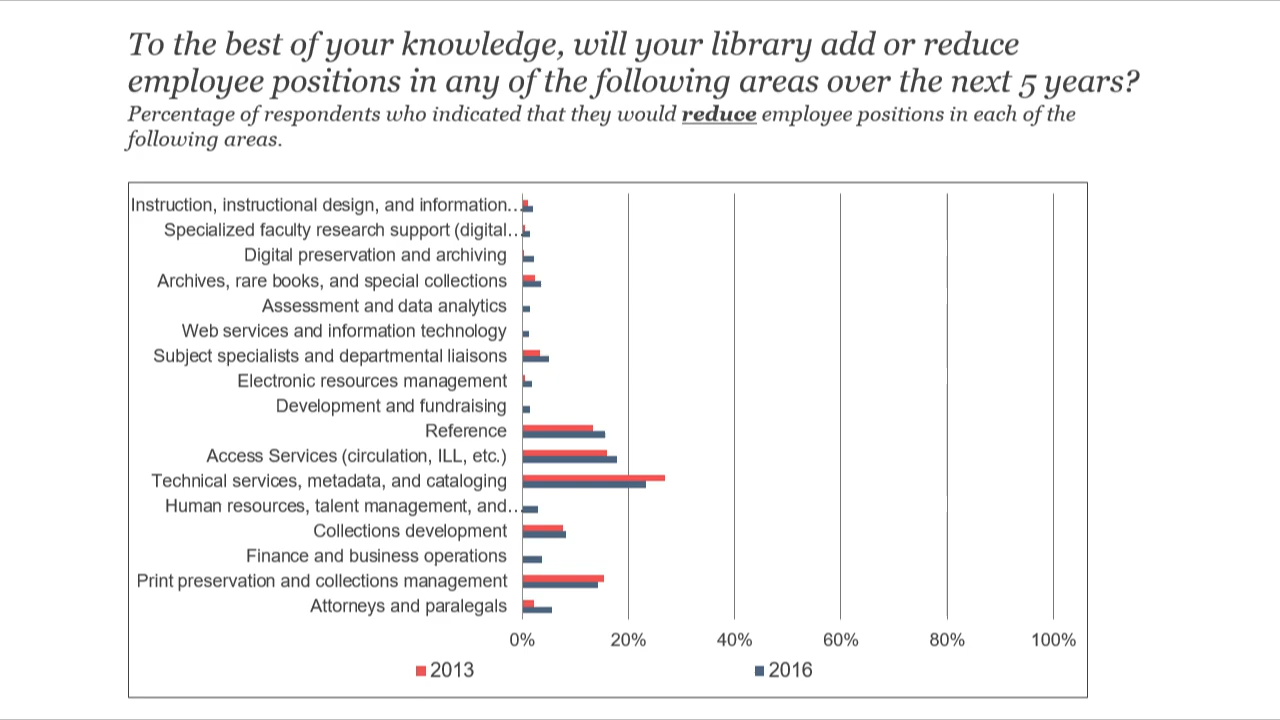 To the best of your knowledge, will your library add or reduce
employee positions in any of the following areas over the next 5 years?
Percentage of respondents who indicated that they would reduce employee positions in each of the
following areas.
Instruction, instructional design, and information...
Specialized faculty research support (digital...
Digital preservation and archiving
Archives, rare books, and special collections
Assessment and data analytics
Web services and information technology
Subject specialists and departmental liaisons
Electronic resources management
Development and fundraising
Reference
Access Services (circulation, ILL, etc.)
Technical services, metadata, and cataloging
Human resources, talent management, and...
Collections development
Finance and business operations
Print preservation and collections management
Attorneys and paralegals
0% 20% 40% 60% 80% 100%
2013 2016